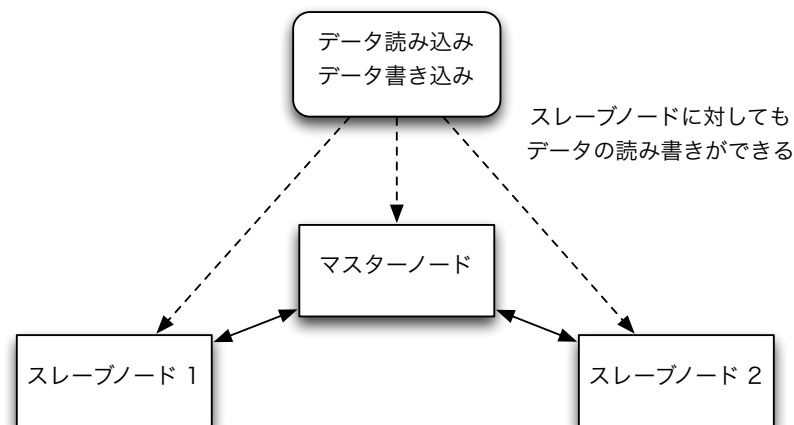 データ読み込み
データ書き込み
スレーブノードに対しても
データの読み書きができる
マスターノード
スレーブノード 1
スレーブノード 2